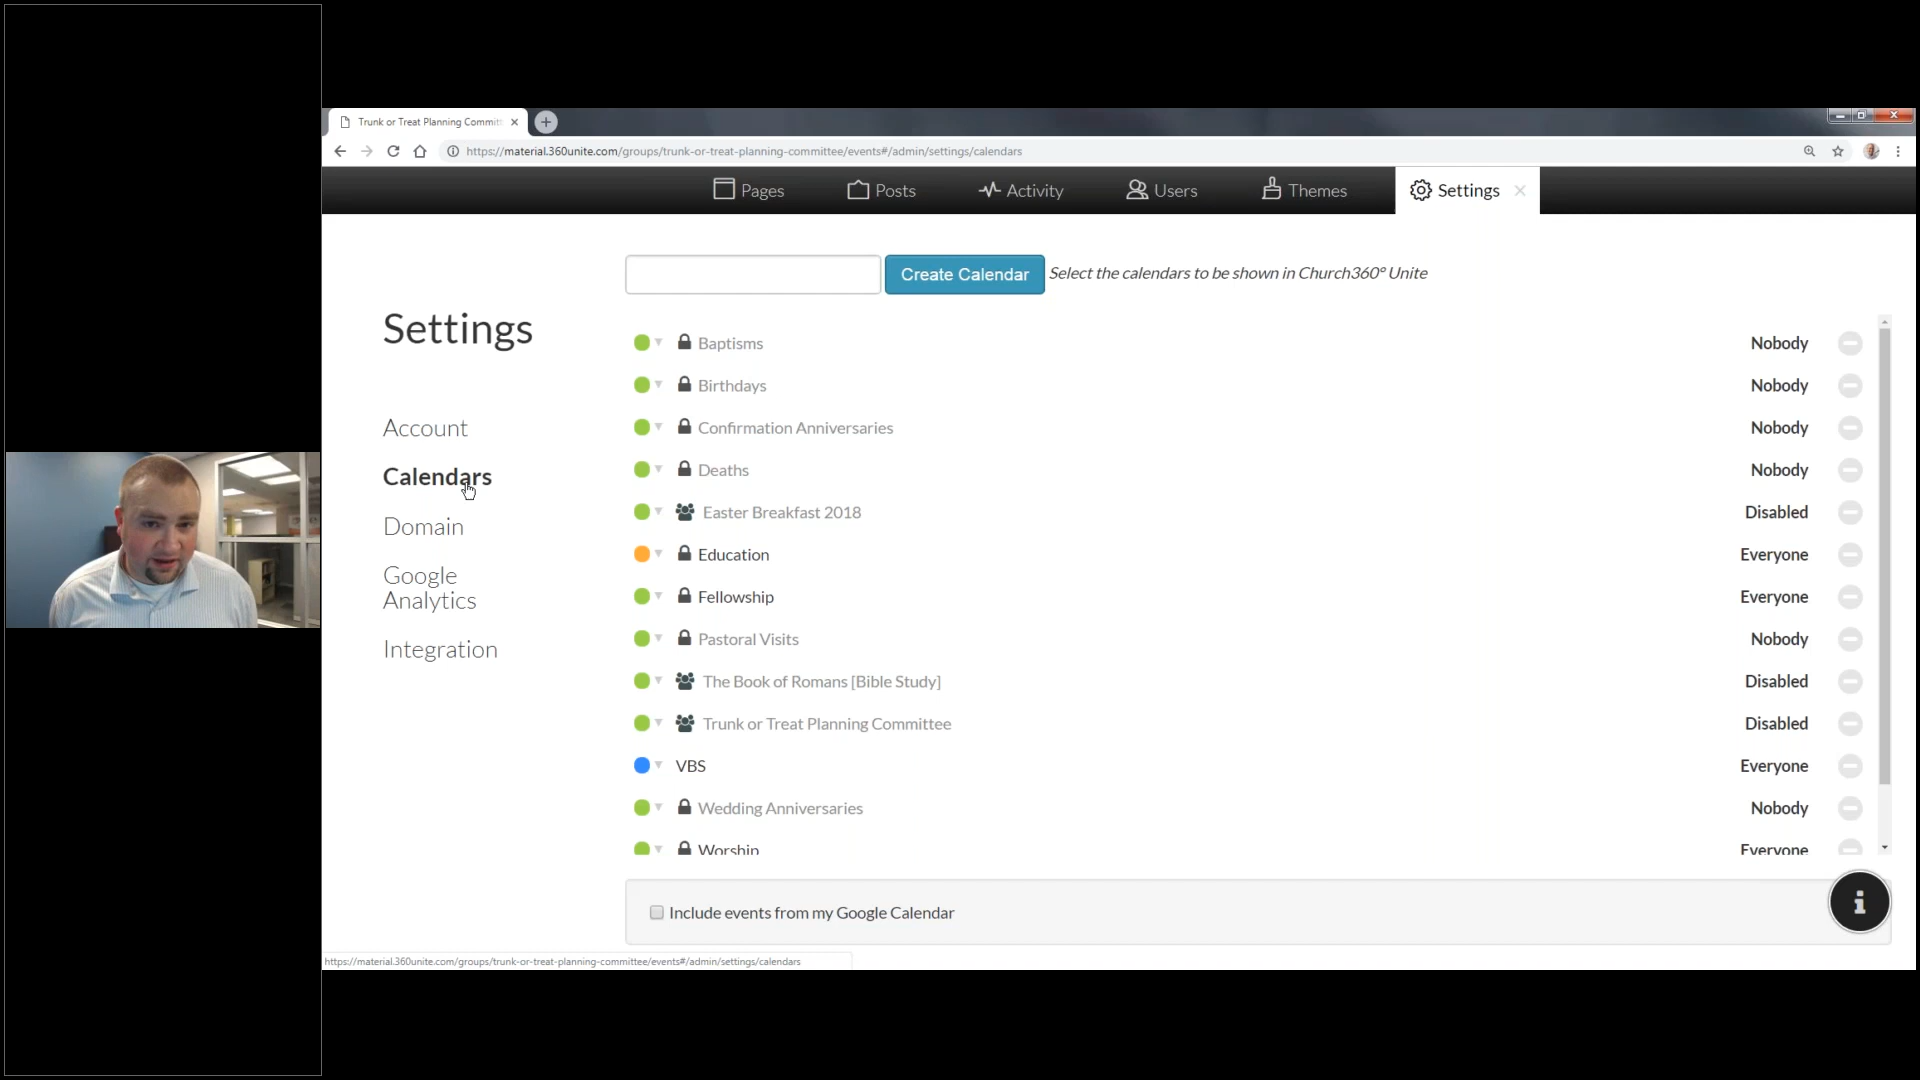 Trunk or Treat Planning Commit
https://material.360unite.com/groups/trunk-or-treat-planning-committee/events#/admin/settings/calendars
Pages Posts Activity Users Themes Settings
Create Calendar Select the calendars to be shown in Church360° Unite
Settings
Account
Calendars
Domain
Google
Analytics
Integration
Baptisms Nobody
Birthdays Nobody
Confirmation Anniversaries Nobody
Deaths Nobody
Easter Breakfast 2018 Disabled
Education Everyone
Fellowship Everyone
Pastoral Visits Nobody
The Book of Romans [Bible Study] Disabled
Trunk or Treat Planning Committee Disabled
VBS Everyone
Wedding Anniversaries Nobody
Worship Everyone
Include events from my Google Calendar
https://material.360unite.com/groups/trunk-or-treat-planning-committee/events#/admin/settings/calendars